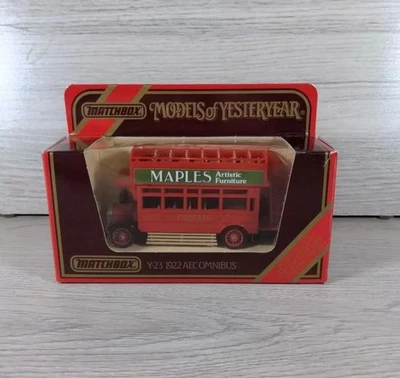 MATCHBOX
MODELS of YESTERYEAR
MAPLES Artistic
Furniture
MATCHBOX
Y-23 1922 AEC OMNIBUS